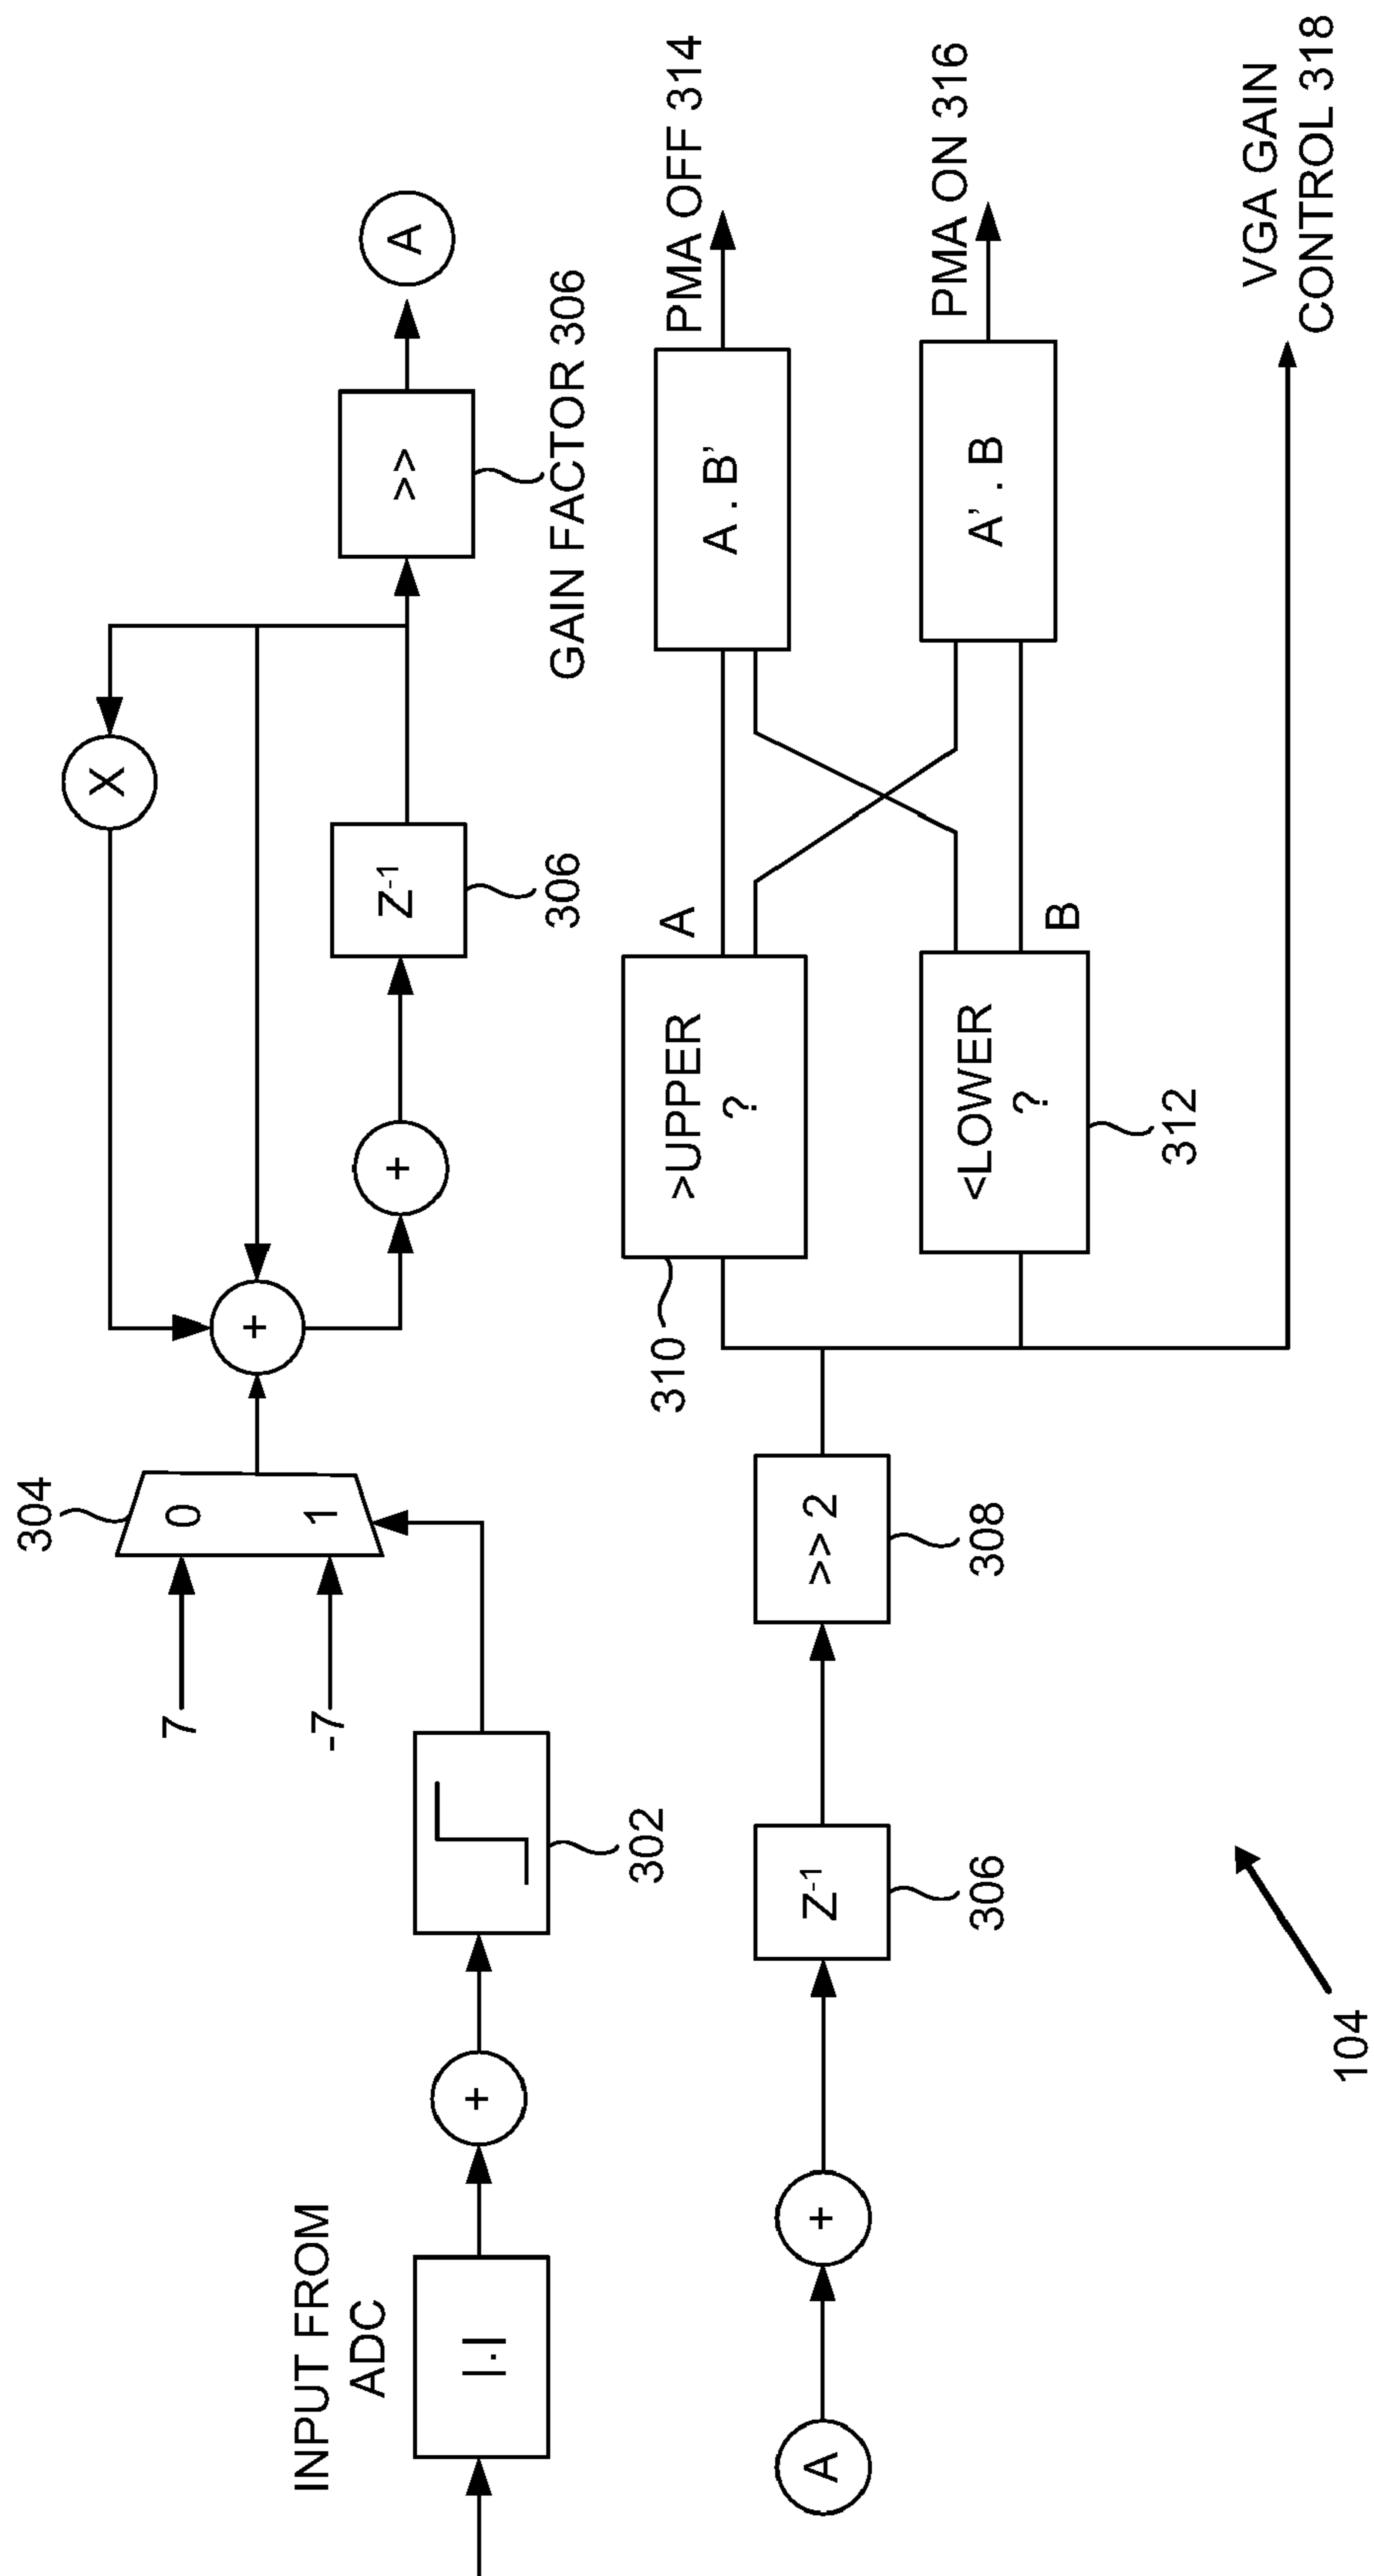 INPUT FROM
ADC
|.|
+
302
7
-7
304
0
1
+
X
+
Z-1
306
>>
GAIN FACTOR 306
A
A
+
Z-1
306
>> 2
308
310
>UPPER
?
A
<LOWER
?
B
312
A . B'
A' . B
PMA OFF 314
PMA ON 316
VGA GAIN
CONTROL 318
104